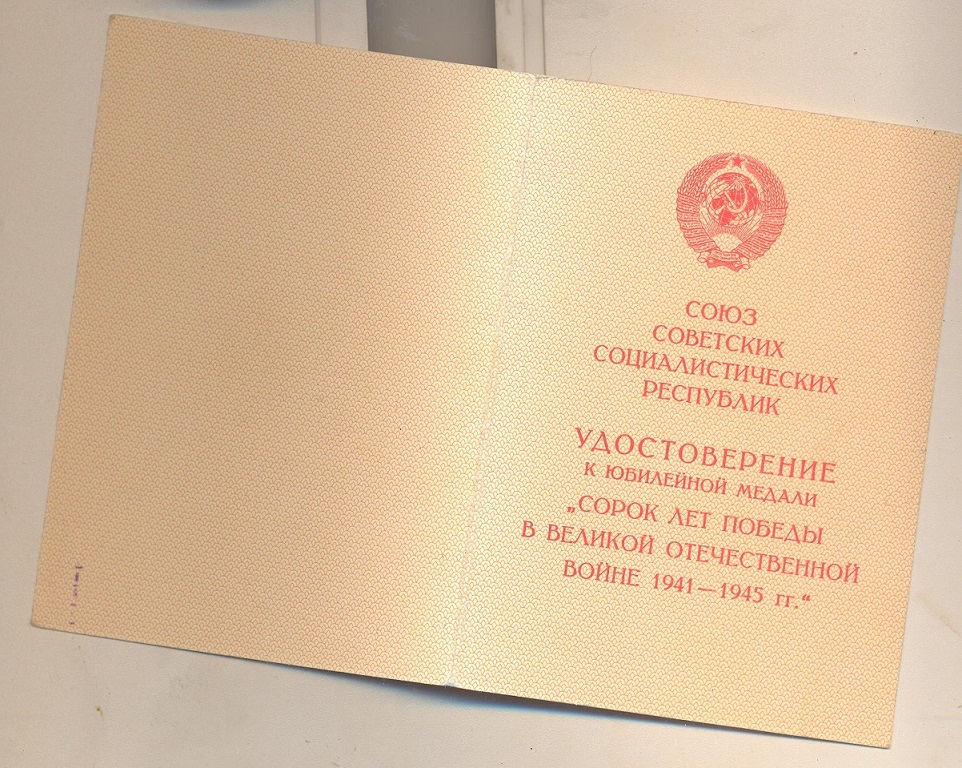 СОЮЗ
СОВЕТСКИХ
СОЦИАЛИСТИЧЕСКИХ
РЕСПУБЛИК
УДОСТОВЕРЕНИЕ
К ЮБИЛЕЙНОЙ МЕДАЛИ
„СОРОК ЛЕТ ПОБЕДЫ
В ВЕЛИКОЙ ОТЕЧЕСТВЕННОЙ
ВОЙНЕ 1941—1945 гг.“